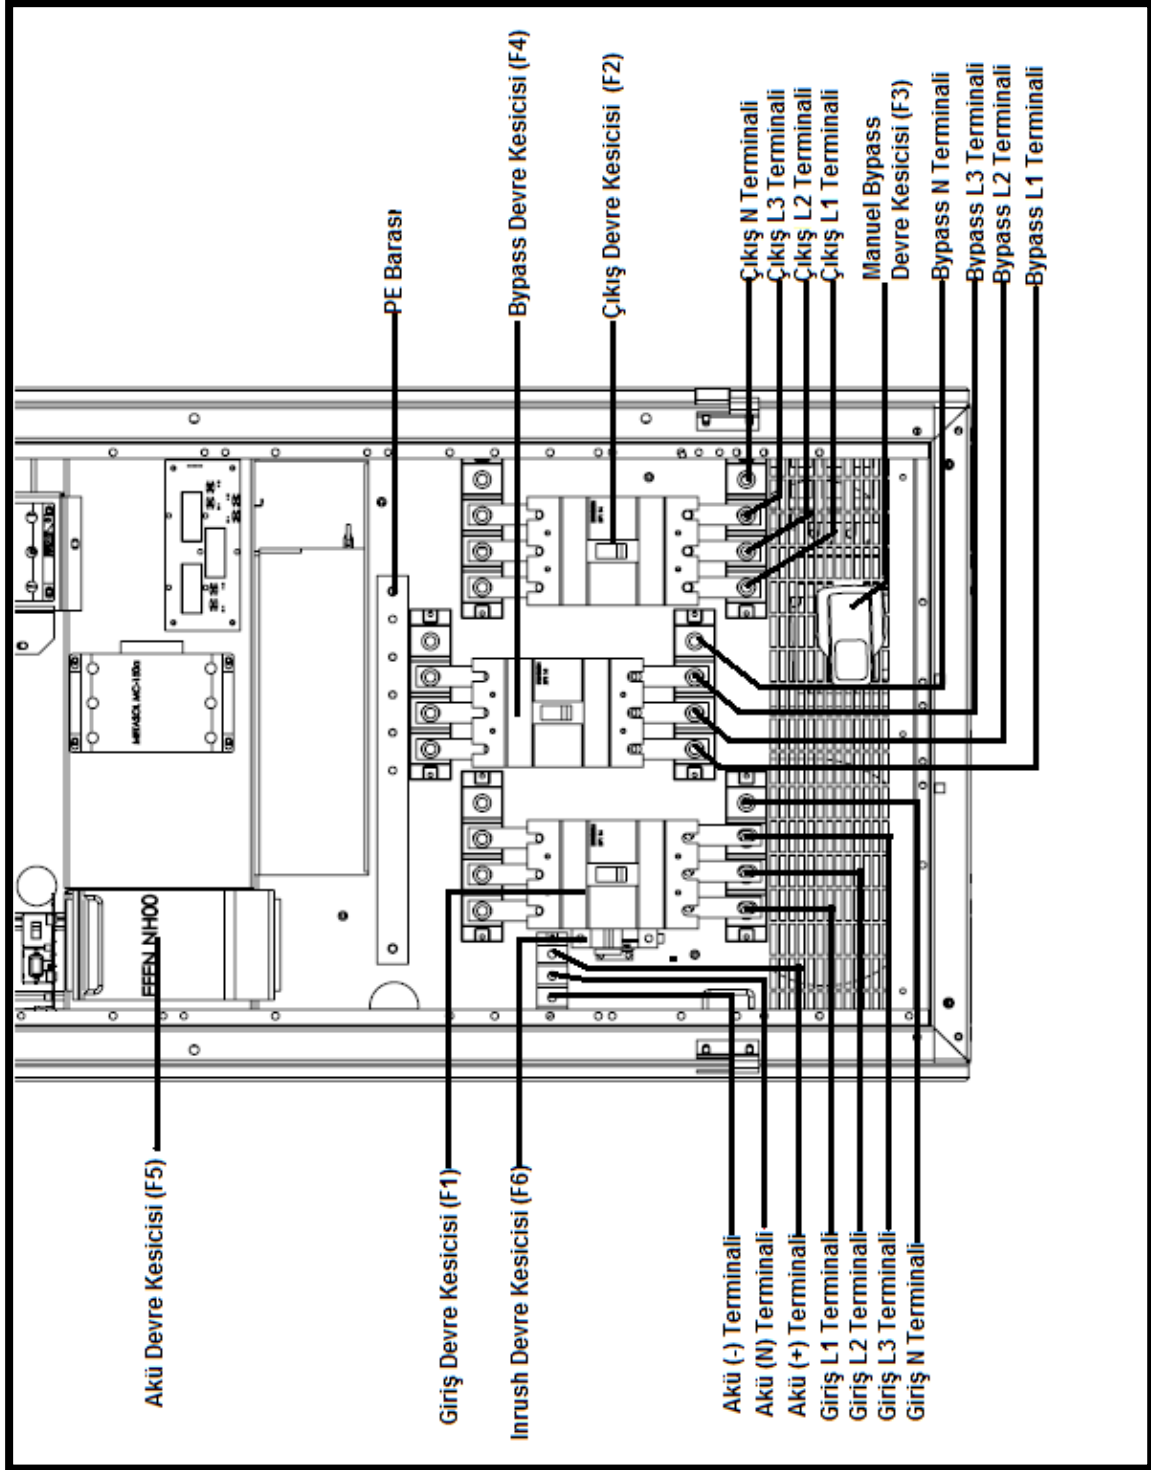 PE Barası
Bypass Devre Kesicisi (F4)
Çıkış Devre Kesicisi (F2)
Çıkış N Terminali
Çıkış L3 Terminali
Çıkış L2 Terminali
Çıkış L1 Terminali
Manuel Bypass
Devre Kesicisi (F3)
Bypass N Terminali
Bypass L3 Terminali
Bypass L2 Terminali
Bypass L1 Terminali
EFEN NH00
Akü Devre Kesicisi (F5)
Giriş Devre Kesicisi (F1)
Inrush Devre Kesicisi (F6)
Akü (-) Terminali
Akü (N) Terminali
Akü (+) Terminali
Giriş L1 Terminali
Giriş L2 Terminali
Giriş L3 Terminali
Giriş N Terminali